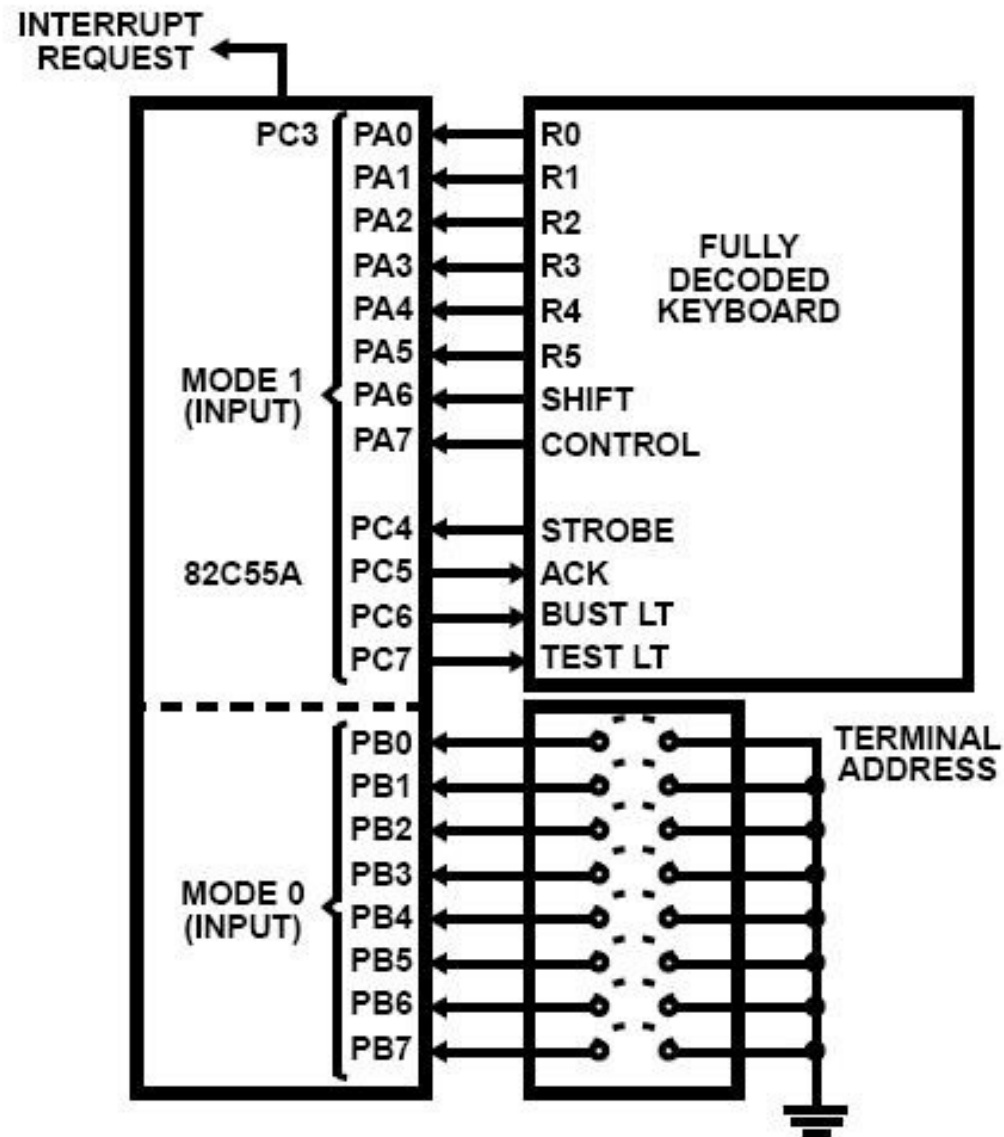 INTERRUPT
REQUEST
PC3 PA0 R0
PA1 R1
PA2 R2
PA3 R3
PA4 R4
PA5 R5
PA6 SHIFT
PA7 CONTROL
FULLY
DECODED
KEYBOARD
MODE 1
(INPUT)
PC4 STROBE
82C55A PC5 ACK
PC6 BUST LT
PC7 TEST LT
PB0
PB1
PB2
PB3
PB4
PB5
PB6
PB7
MODE 0
(INPUT)
TERMINAL
ADDRESS